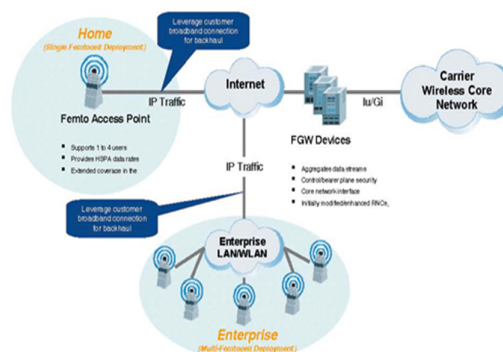 Home
(Single Femtocell Deployment)
Leverage customer
broadband connection
for backhaul
Femto Access Point
Supports 1 to 4 users
Provides HSPA data rates
Extended coverage in the
IP Traffic
Internet
Iu/Gi
Carrier
Wireless Core
Network
FGW Devices
Aggregates data streams
Control/bearer plane security
Core network interface
Initially modified/enhanced RNCs,
IP Traffic
Leverage customer
broadband connection
for backhaul
Enterprise
LAN/WLAN
Enterprise
(Multi-Femtocell Deployment)